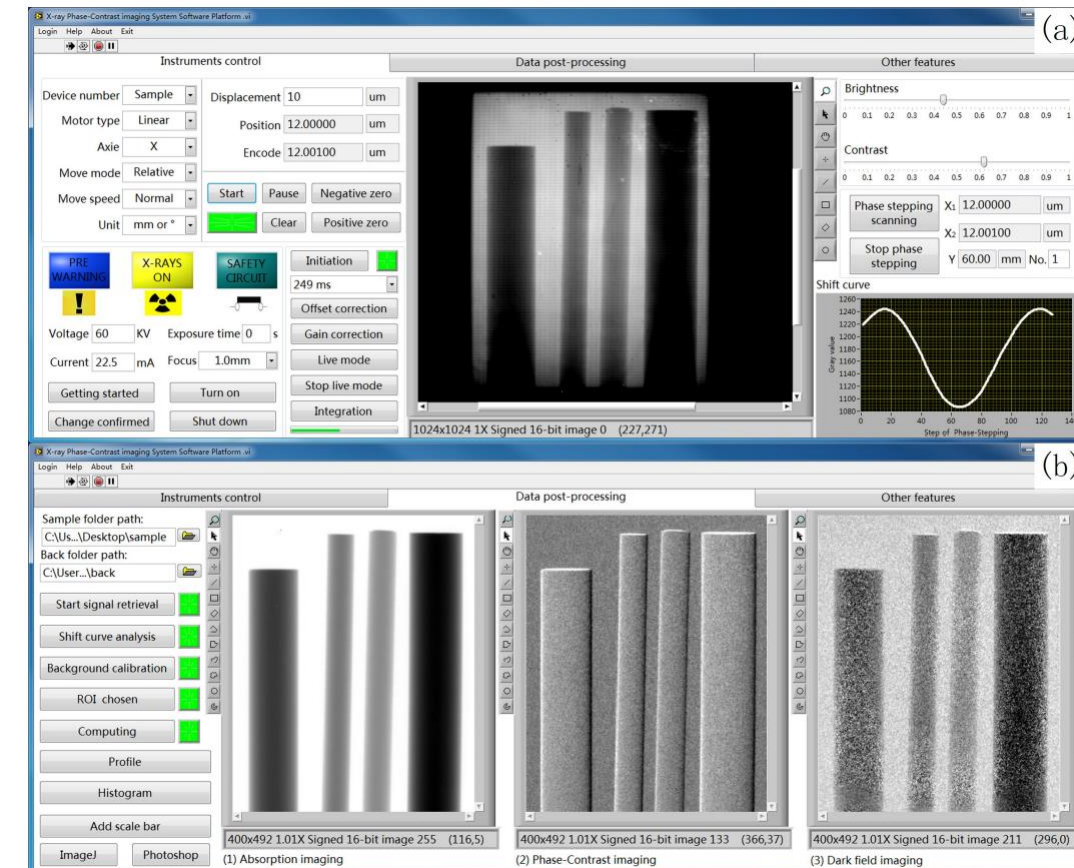 X-ray Phase-Contrast imaging System Software Platform .vi
(a)
Login Help About Exit
Instruments control
Data post-processing
Other features
Device number Sample
Motor type Linear
Axie X
Move mode Relative
Move speed Normal
Unit mm or °
Displacement 10 um
Position 12.00000 um
Encode 12.00100 um
Start Pause Negative zero
Clear Positive zero
PRE WARNING
X-RAYS ON
SAFETY CIRCUIT
Voltage 60 KV Exposure time 0 s
Current 22.5 mA Focus 1.0mm
Getting started Turn on
Change confirmed Shut down
Initiation
249 ms
Offset correction
Gain correction
Live mode
Stop live mode
Integration
1024x1024 1X Signed 16-bit image 0 (227,271)
Brightness
0 0.1 0.2 0.3 0.4 0.5 0.6 0.7 0.8 0.9 1
Contrast
0 0.1 0.2 0.3 0.4 0.5 0.6 0.7 0.8 0.9 1
Phase stepping scanning
Stop phase stepping
X₁ 12.00000 um
X₂ 12.00100 um
Y 60.00 mm No. 1
Shift curve
Gray value
1260
1240
1220
1200
1180
1160
1140
1120
1100
1080
0 20 40 60 80 100 120 14
Step of Phase-Stepping
X-ray Phase-Contrast imaging System Software Platform .vi
(b)
Login Help About Exit
Instruments control
Data post-processing
Other features
Sample folder path:
C:\Us...\Desktop\sample
Back folder path:
C:\User...\back
Start signal retrieval
Shift curve analysis
Background calibration
ROI chosen
Computing
Profile
Histogram
Add scale bar
ImageJ Photoshop
400x492 1.01X Signed 16-bit image 255 (116,5)
(1) Absorption imaging
400x492 1.01X Signed 16-bit image 133 (366,37)
(2) Phase-Contrast imaging
400x492 1.01X Signed 16-bit image 211 (296,0)
(3) Dark field imaging